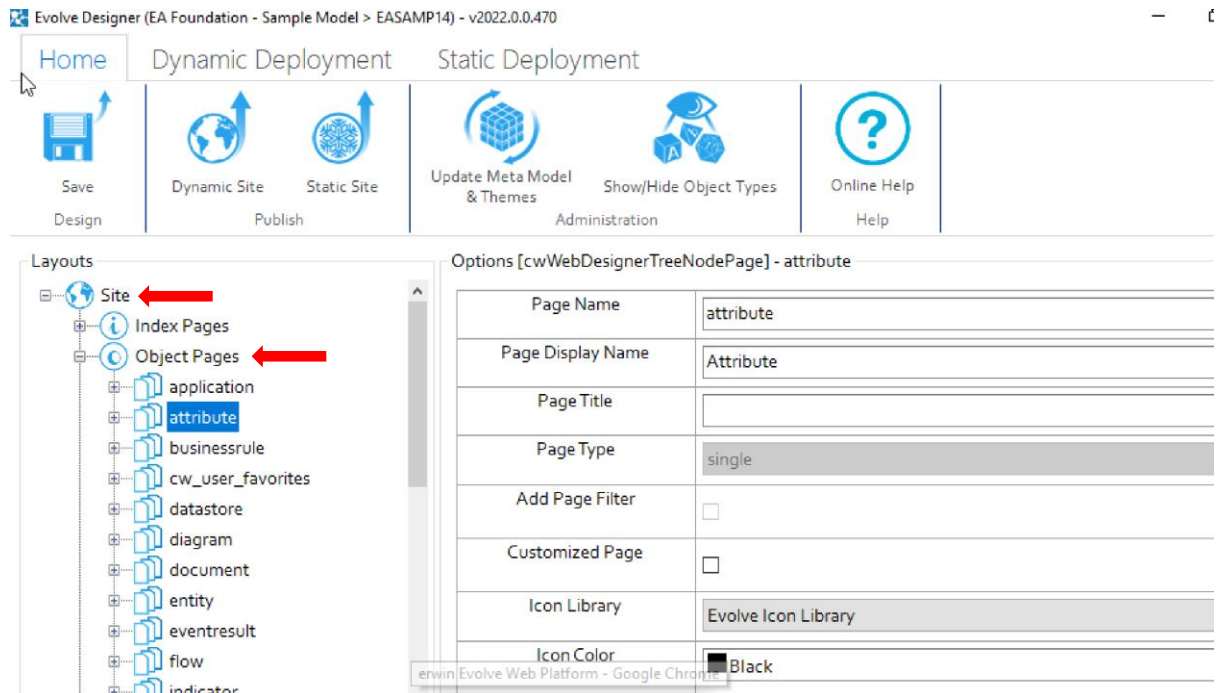 Evolve Designer (EA Foundation - Sample Model > EASAMP14) - v2022.0.0.470
Home Dynamic Deployment Static Deployment
Save
Design
Dynamic Site Static Site
Publish
Update Meta Model
& Themes
Show/Hide Object Types
Administration
Online Help
Help
Layouts
Site
Index Pages
Object Pages
application
attribute
businessrule
cw_user_favorites
datastore
diagram
document
entity
eventresult
flow
indicator
Options [cwWebDesignerTreeNodePage] - attribute
Page Name attribute
Page Display Name Attribute
Page Title
Page Type single
Add Page Filter
Customized Page
Icon Library Evolve Icon Library
Icon Color Black
erwin Evolve Web Platform - Google Chrome